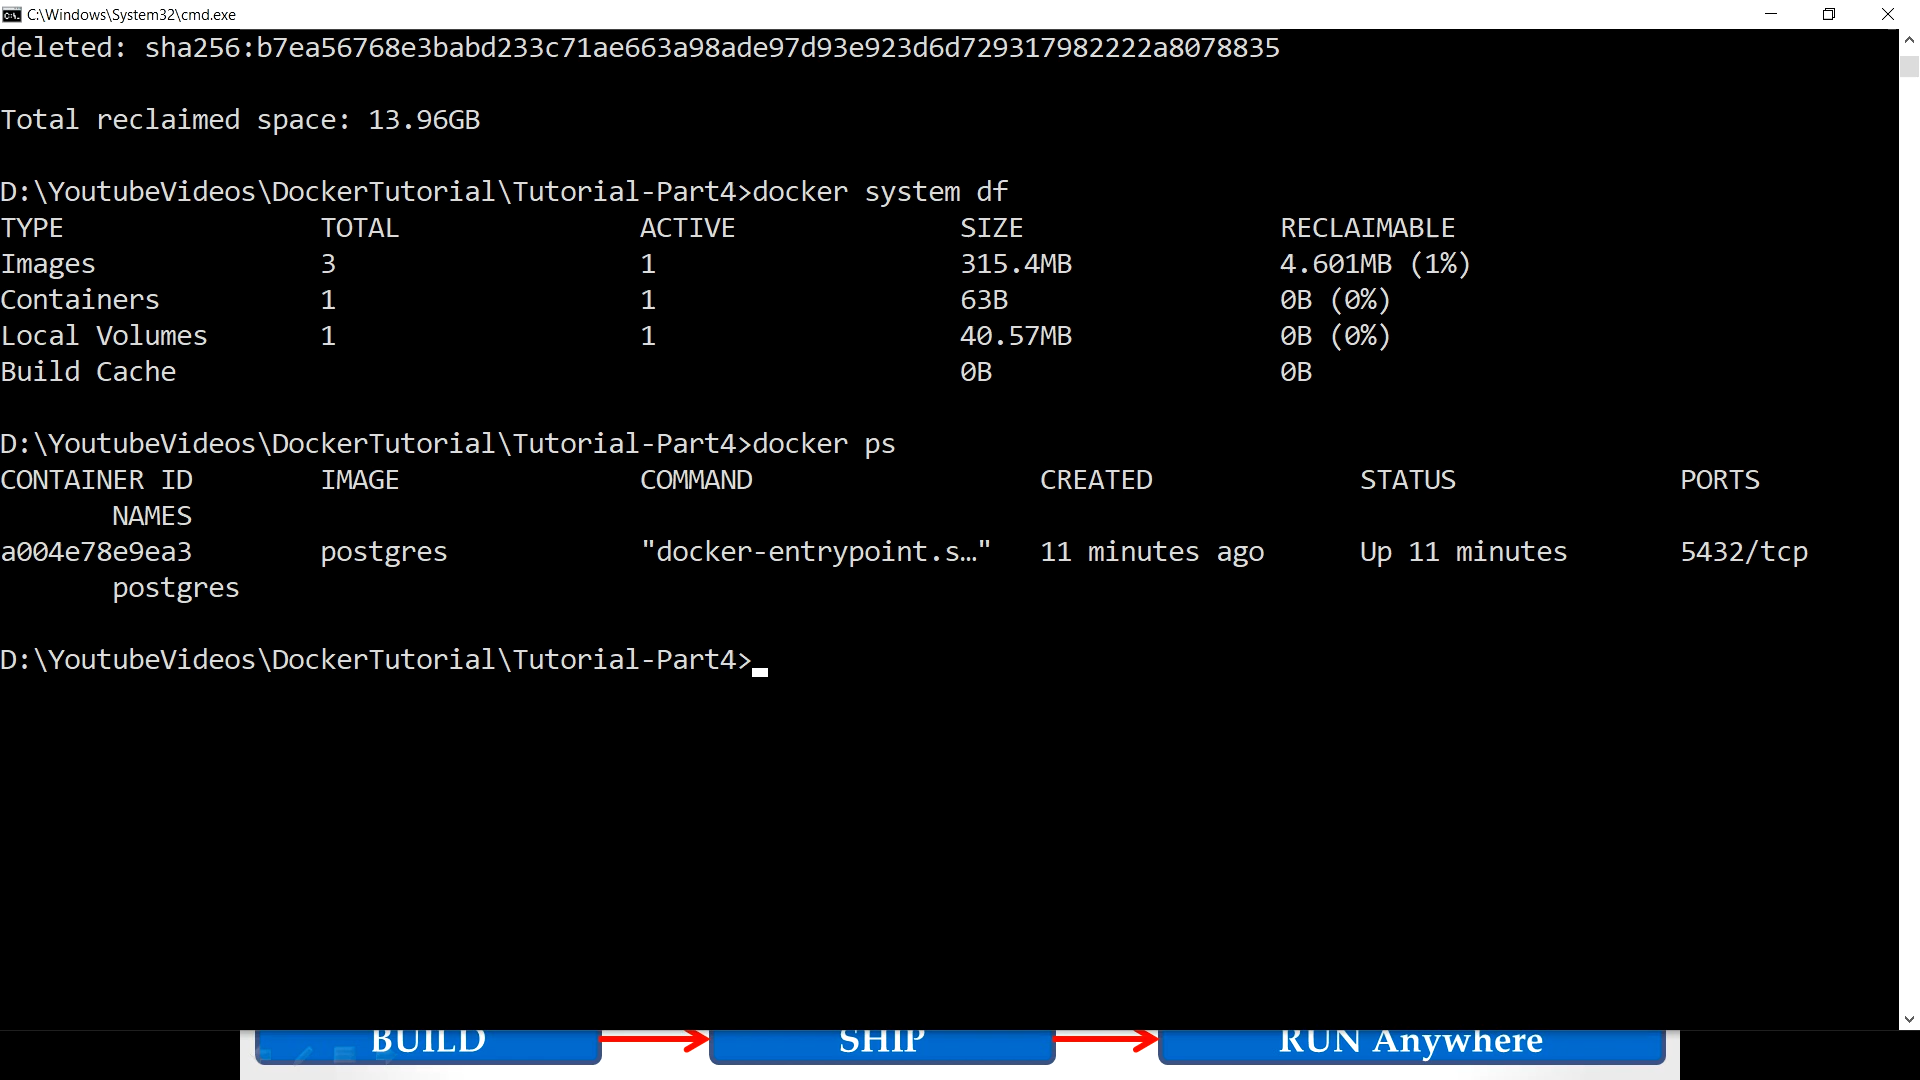 C:\Windows\System32\cmd.exe
deleted: sha256:b7ea56768e3babd233c71ae663a98ade97d93e923d6d729317982222a8078835
Total reclaimed space: 13.96GB
D:\YoutubeVideos\DockerTutorial\Tutorial-Part4>docker system df
TYPE TOTAL ACTIVE SIZE RECLAIMABLE
Images 3 1 315.4MB 4.601MB (1%)
Containers 1 1 63B 0B (0%)
Local Volumes 1 1 40.57MB 0B (0%)
Build Cache 0B 0B
D:\YoutubeVideos\DockerTutorial\Tutorial-Part4>docker ps
CONTAINER ID IMAGE COMMAND CREATED STATUS PORTS
NAMES
a004e78e9ea3 postgres "docker-entrypoint.s…" 11 minutes ago Up 11 minutes 5432/tcp
postgres
D:\YoutubeVideos\DockerTutorial\Tutorial-Part4>
BUILD SHIP RUN Anywhere